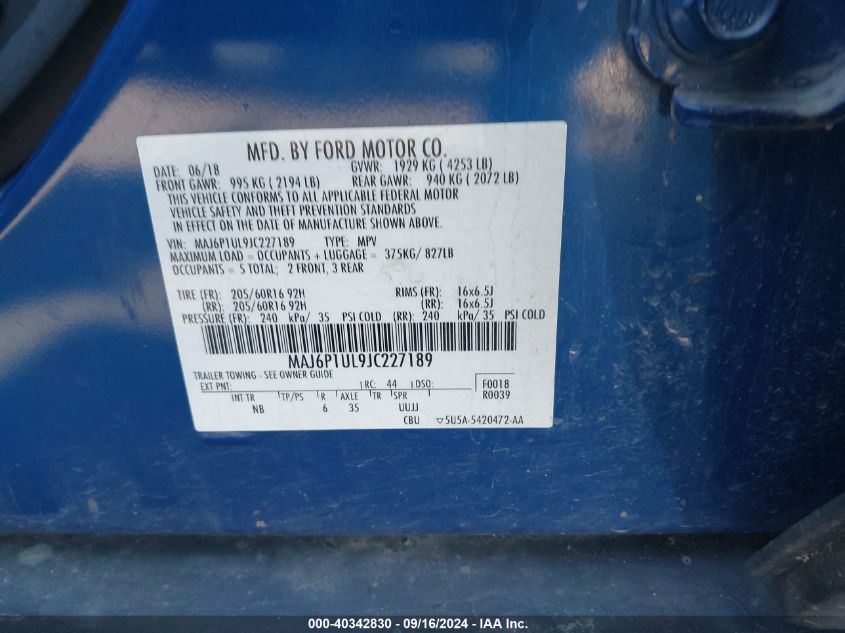 MFD. BY FORD MOTOR CO.
DATE: 06/18 GVWR: 1929 KG ( 4253 LB)
FRONT GAWR: 995 KG ( 2194 LB) REAR GAWR: 940 KG ( 2072 LB)
THIS VEHICLE CONFORMS TO ALL APPLICABLE FEDERAL MOTOR
VEHICLE SAFETY AND THEFT PREVENTION STANDARDS
IN EFFECT ON THE DATE OF MANUFACTURE SHOWN ABOVE.
VIN: MAJ6P1UL9JC227189 TYPE: MPV
MAXIMUM LOAD = OCCUPANTS + LUGGAGE = 375KG/ 827LB
OCCUPANTS = 5 TOTAL; 2 FRONT, 3 REAR
TIRE (FR): 205/60R16 92H RIMS (FR): 16x6.5J
(RR): 205/60R16 92H (RR): 16x6.5J
PRESSURE (FR): 240 kPa/ 35 PSI COLD (RR): 240 kPa/ 35 PSI COLD
MAJ6P1UL9JC227189
TRAILER TOWING - SEE OWNER GUIDE
EXT PNT: RC: 44 DSO: F0018
INT TR TP/PS R AXLE TR SPR R0039
NB 6 35 UUJJ
CBU 5U5A-5420472-AA
000-40342830 - 09/16/2024 - COPART